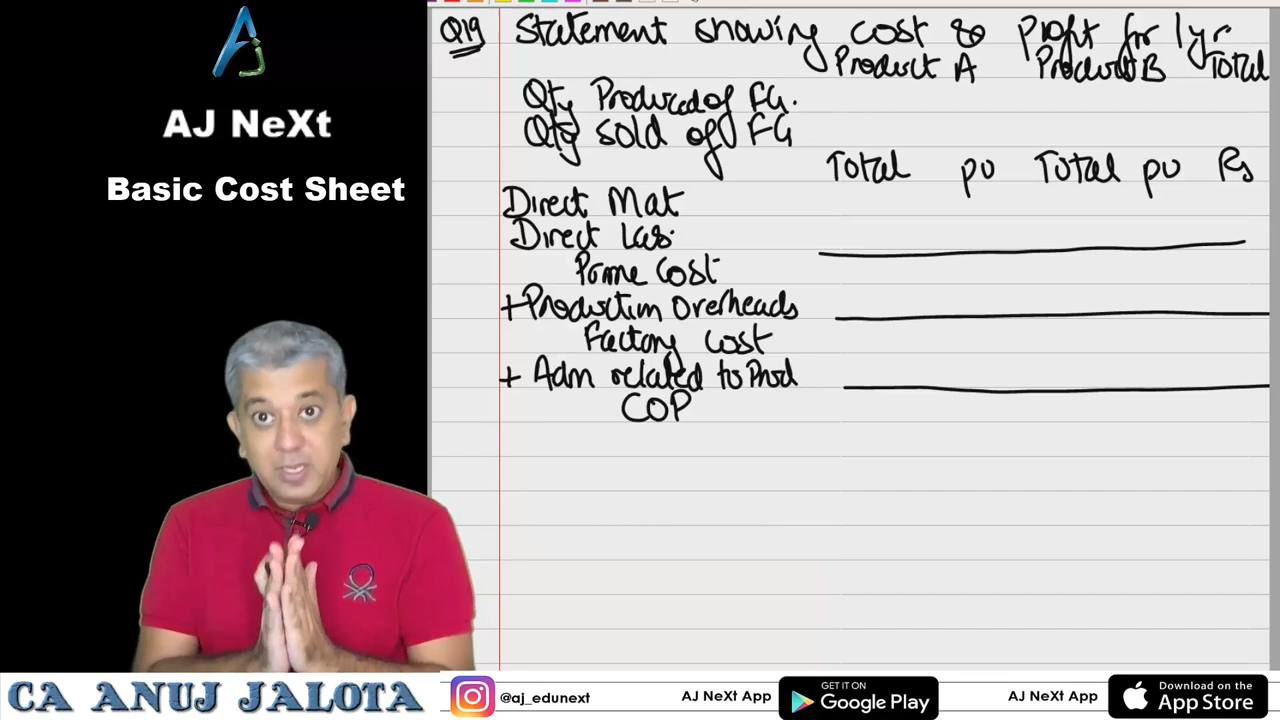 Aj
AJ NeXt
Basic Cost Sheet
Q19 Statement showing cost & Profit for 1yr
Product A Product B Total
Qty Produced of FG.
Qty sold of FG
Total pu Total pu Rs
Direct Mat
Direct Lab.
Prime Cost
+Production Overheads
Factory Cost
+ Adm related to Prod
COP
CA ANUJ JALOTA
@aj_edunext
AJ NeXt App
GET IT ON
Google Play
AJ NeXt App
Download on the
App Store